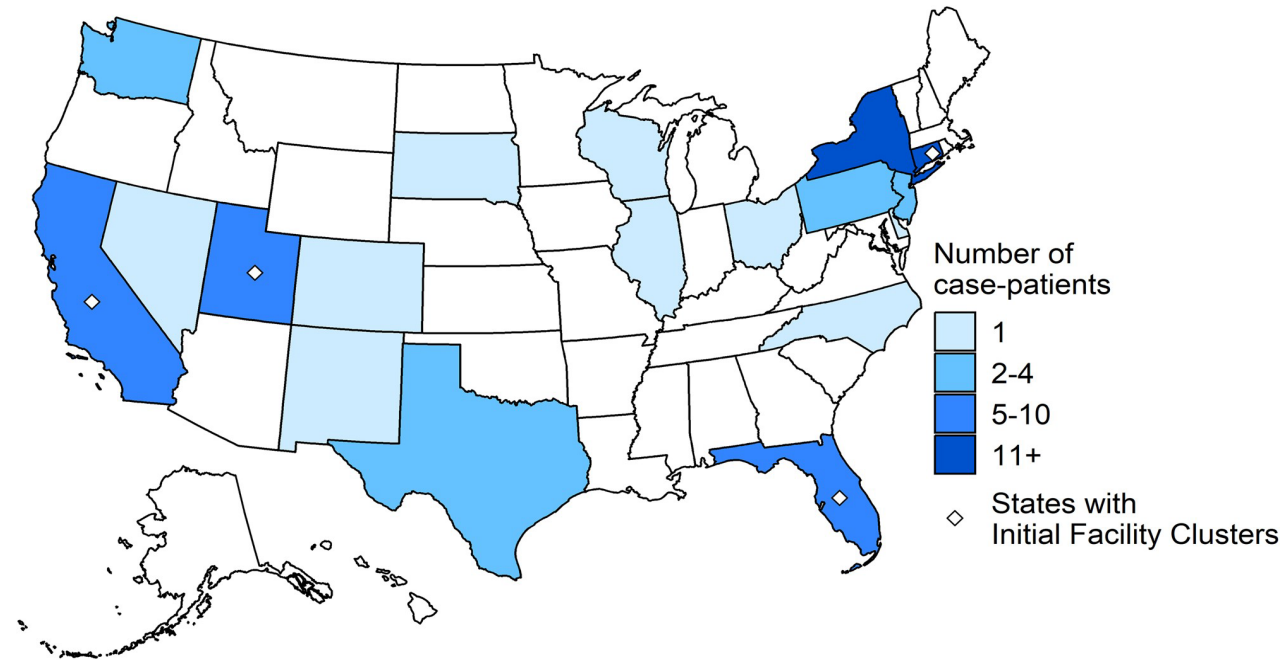 Number of
case-patients
1
2-4
5-10
11+
States with
Initial Facility Clusters